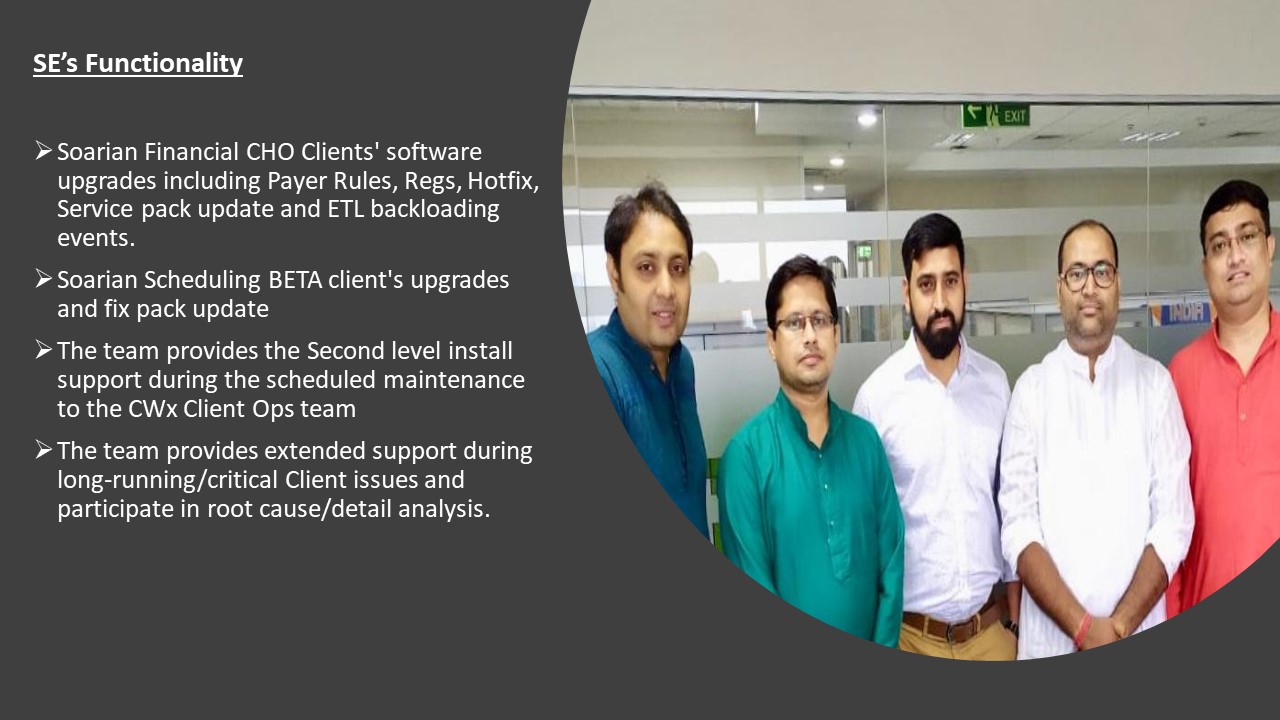 SE’s Functionality
➢Soarian Financial CHO Clients' software
upgrades including Payer Rules, Regs, Hotfix,
Service pack update and ETL backloading
events.
➢Soarian Scheduling BETA client's upgrades
and fix pack update
➢The team provides the Second level install
support during the scheduled maintenance
to the CWx Client Ops team
➢The team provides extended support during
long-running/critical Client issues and
participate in root cause/detail analysis.
EXIT
INDIA